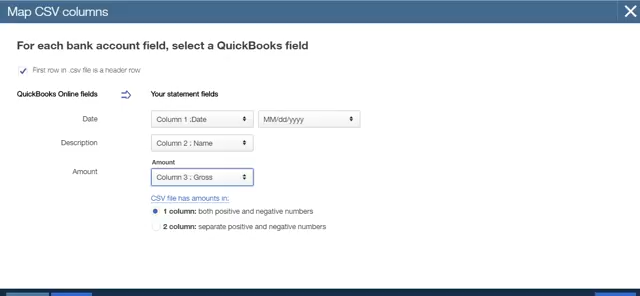 Map CSV columns
For each bank account field, select a QuickBooks field
First row in .csv file is a header row
QuickBooks Online fields
Your statement fields
Date
Column 1 :Date
MM/dd/yyyy
Description
Column 2 : Name
Amount
Amount
Column 3 : Gross
CSV file has amounts in:
1 column: both positive and negative numbers
2 column: separate positive and negative numbers